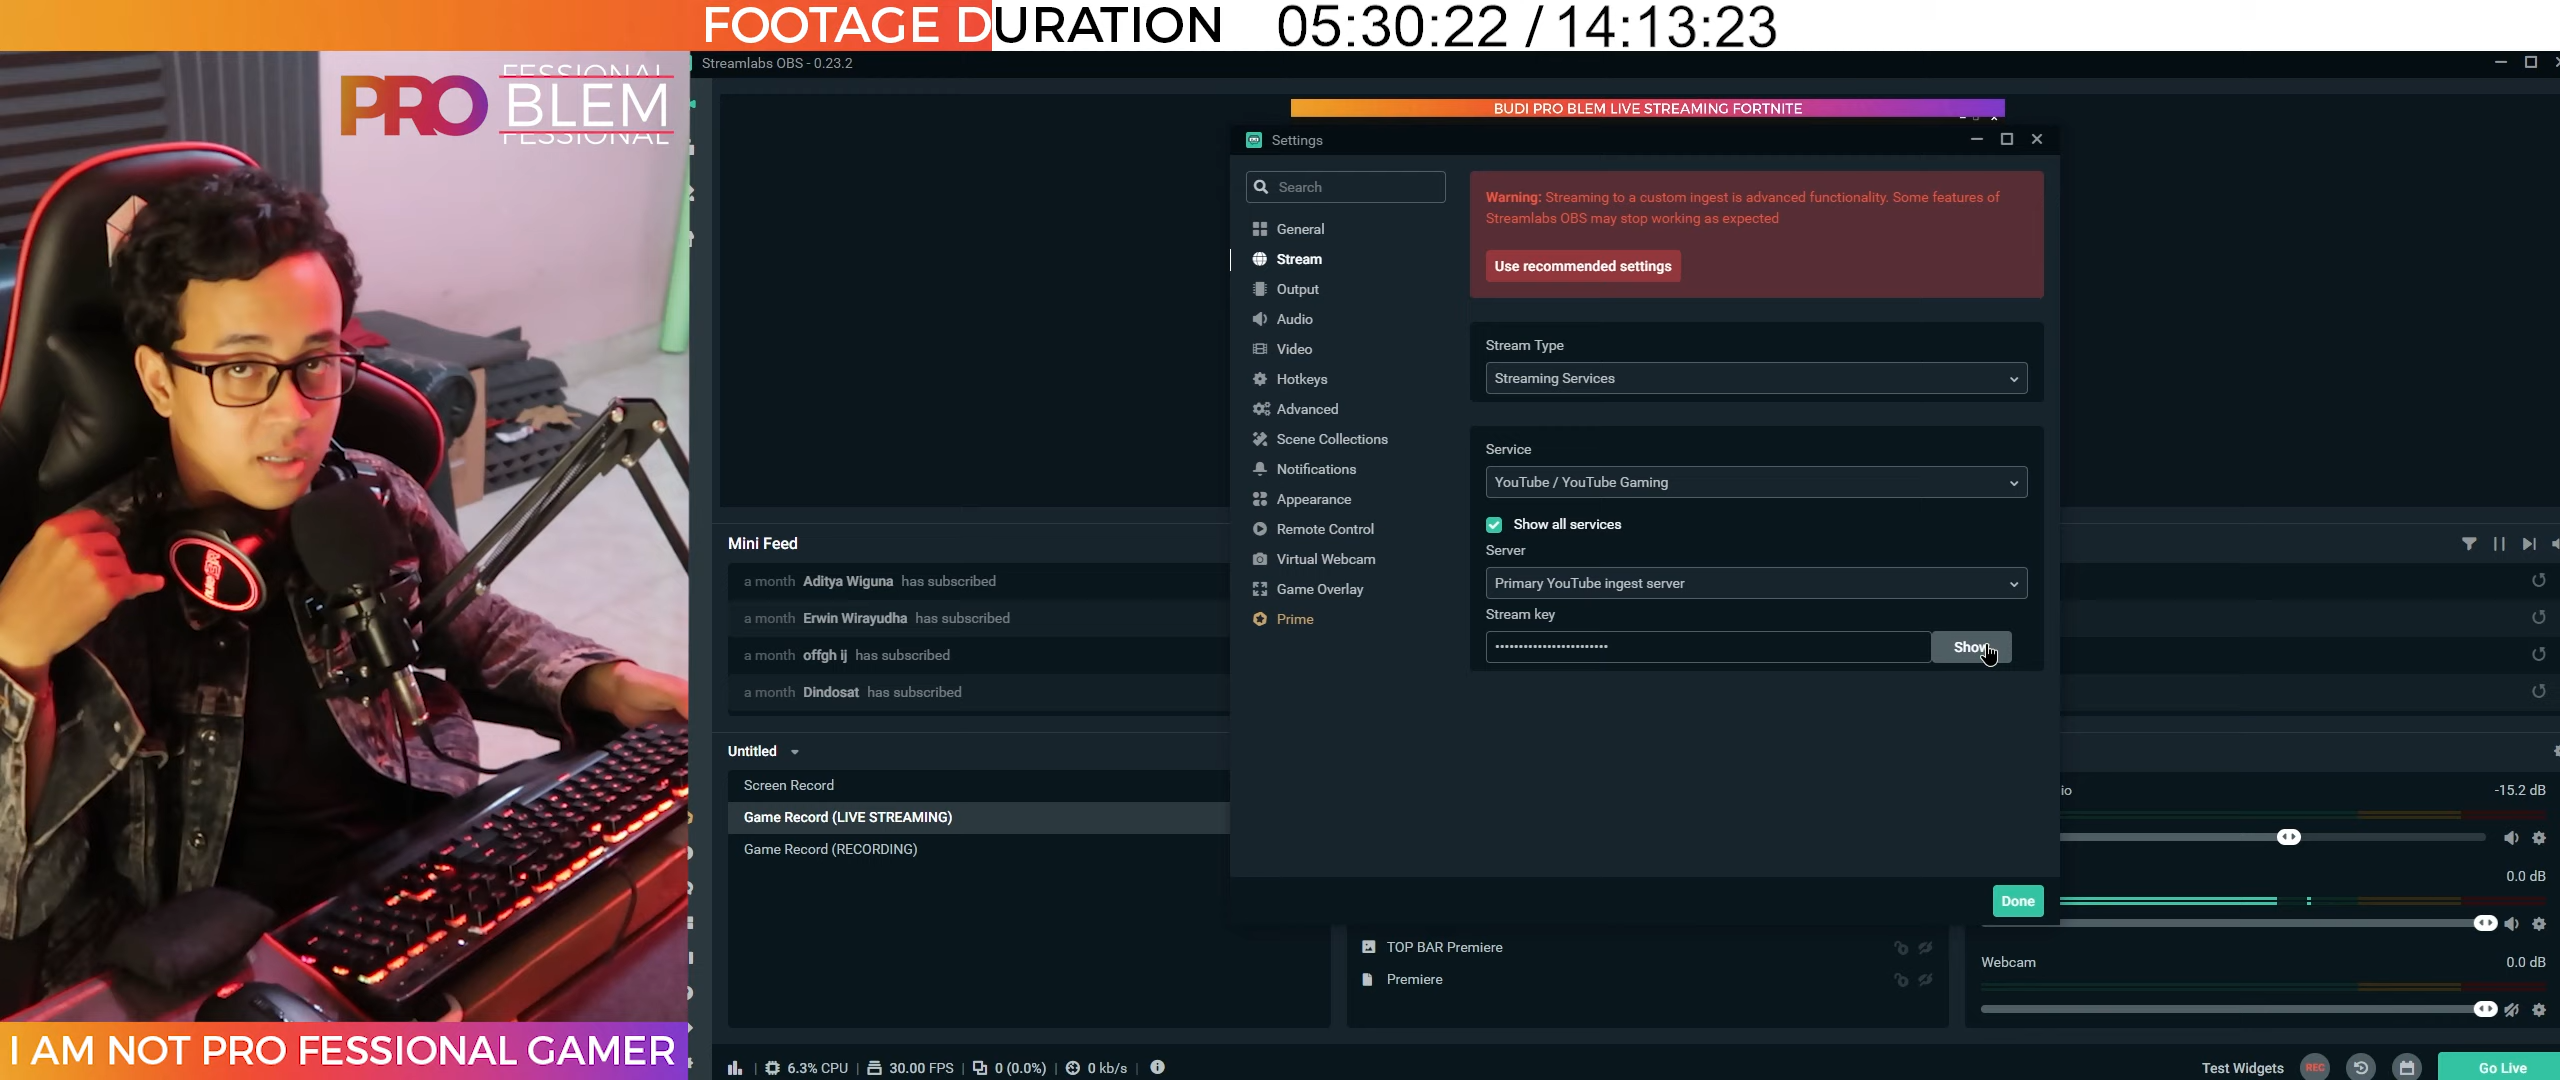 FOOTAGE DURATION 05:30:22 / 14:13:23
Streamlabs OBS - 0.23.2
FESSIONAL
PRO BLEM
FESSIONAL
BUDI PRO BLEM LIVE STREAMING FORTNITE
Settings
Search
General
Stream
Output
Audio
Video
Hotkeys
Advanced
Scene Collections
Notifications
Appearance
Remote Control
Virtual Webcam
Game Overlay
Prime
Warning: Streaming to a custom ingest is advanced functionality. Some features of
Streamlabs OBS may stop working as expected
Use recommended settings
Stream Type
Streaming Services
Service
YouTube / YouTube Gaming
Show all services
Server
Primary YouTube ingest server
Stream key
Show
Done
Mini Feed
a month Aditya Wiguna has subscribed
a month Erwin Wirayudha has subscribed
a month offgh ij has subscribed
a month Dindosat has subscribed
Untitled
Screen Record
Game Record (LIVE STREAMING)
Game Record (RECORDING)
TOP BAR Premiere
Premiere
io -15.2 dB
0.0 dB
Webcam 0.0 dB
I AM NOT PRO FESSIONAL GAMER
6.3% CPU 30.00 FPS 0 (0.0%) 0 kb/s
Test Widgets REC Go Live